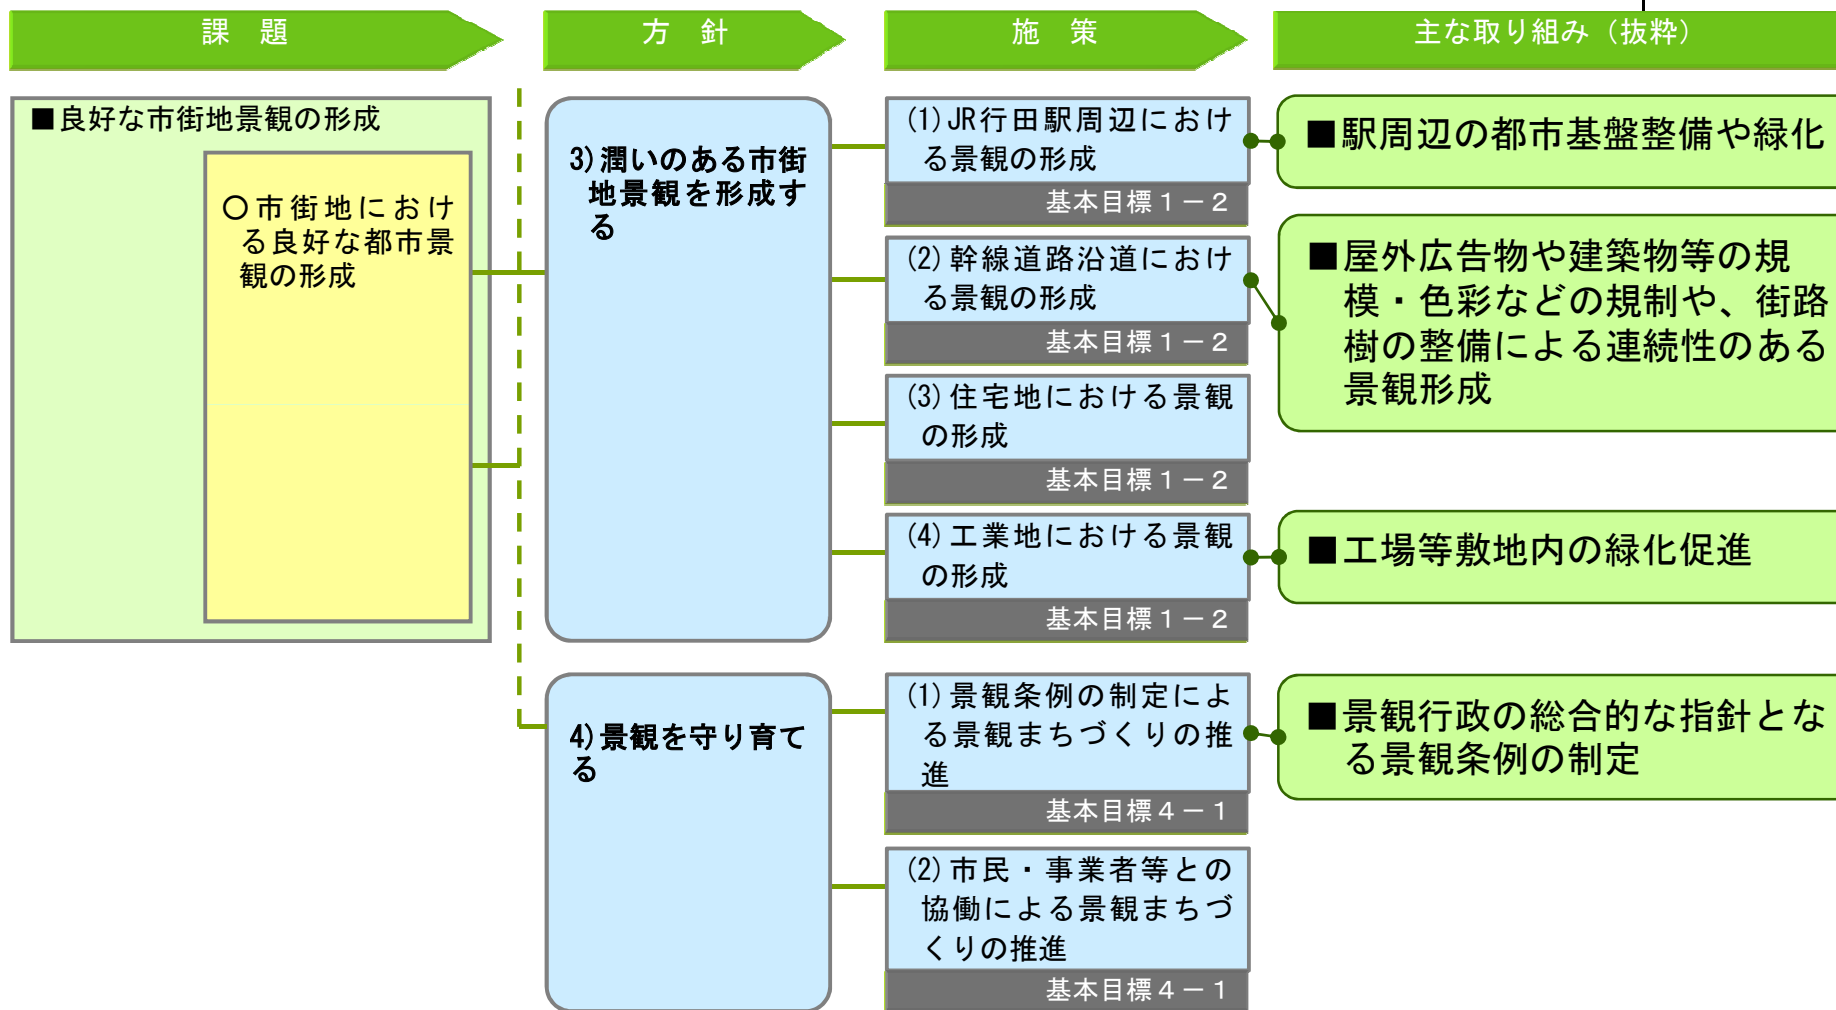 課　題
方　針
施　策
主な取り組み（抜粋）
■良好な市街地景観の形成
○市街地におけ
る良好な都市景
観の形成
3)潤いのある市街
地景観を形成す
る
(1)JR行田駅周辺におけ
る景観の形成
基本目標１－２
■駅周辺の都市基盤整備や緑化
(2)幹線道路沿道におけ
る景観の形成
基本目標１－２
■屋外広告物や建築物等の規
模・色彩などの規制や、街路
樹の整備による連続性のある
景観形成
(3)住宅地における景観
の形成
基本目標１－２
(4)工業地における景観
の形成
基本目標１－２
■工場等敷地内の緑化促進
4)景観を守り育て
る
(1)景観条例の制定によ
る景観まちづくりの推
進
基本目標４－１
■景観行政の総合的な指針とな
る景観条例の制定
(2)市民・事業者等との
協働による景観まちづ
くりの推進
基本目標４－１